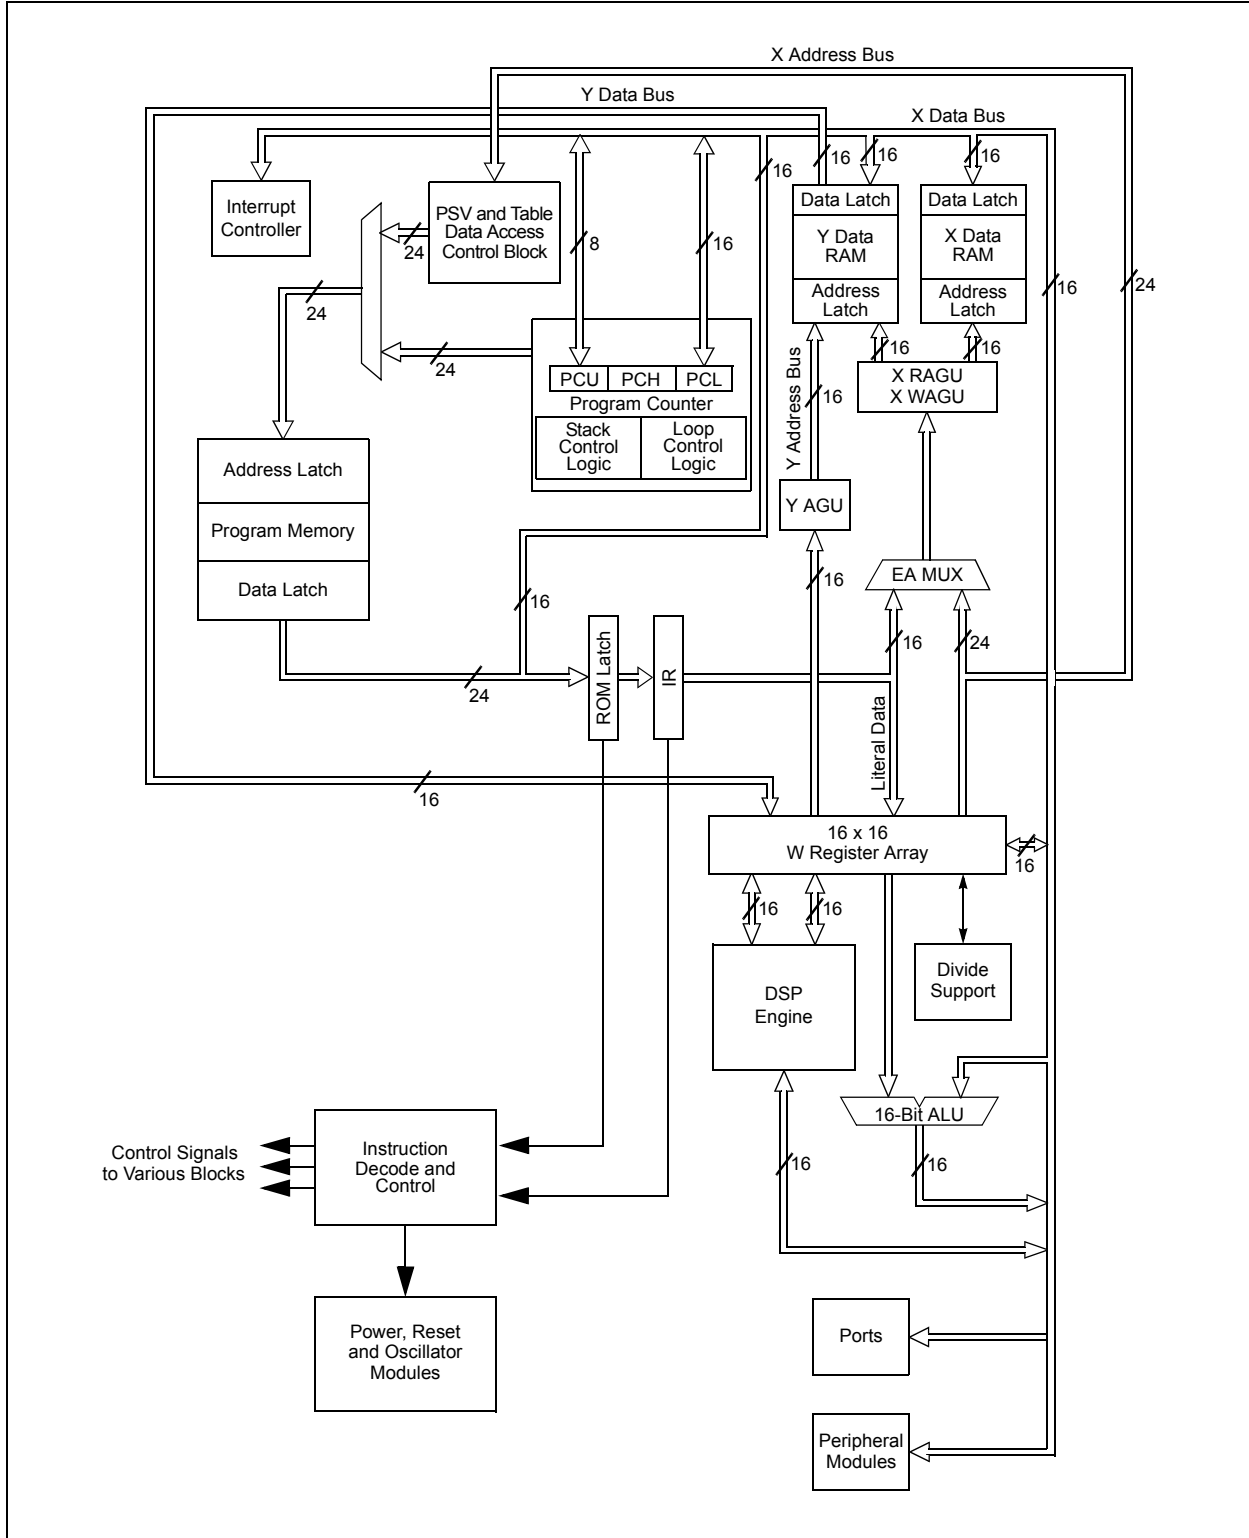 X Address Bus
Y Data Bus
X Data Bus
16
16
16
16
Interrupt
Controller
PSV and Table
Data Access
Control Block
24
8
16
Data Latch
Y Data
RAM
Address
Latch
Data Latch
X Data
RAM
Address
Latch
16
24
24
24
16
16
PCU
PCH
PCL
Program Counter
Stack
Control
Logic
Loop
Control
Logic
X RAGU
X WAGU
Y Address Bus
16
Address Latch
Program Memory
Data Latch
Y AGU
16
EA MUX
16
24
16
24
ROM Latch
IR
Literal Data
16
16 x 16
W Register Array
16
16
16
DSP
Engine
Divide
Support
16-Bit ALU
16
16
Control Signals
to Various Blocks
Instruction
Decode and
Control
Power, Reset
and Oscillator
Modules
Ports
Peripheral
Modules